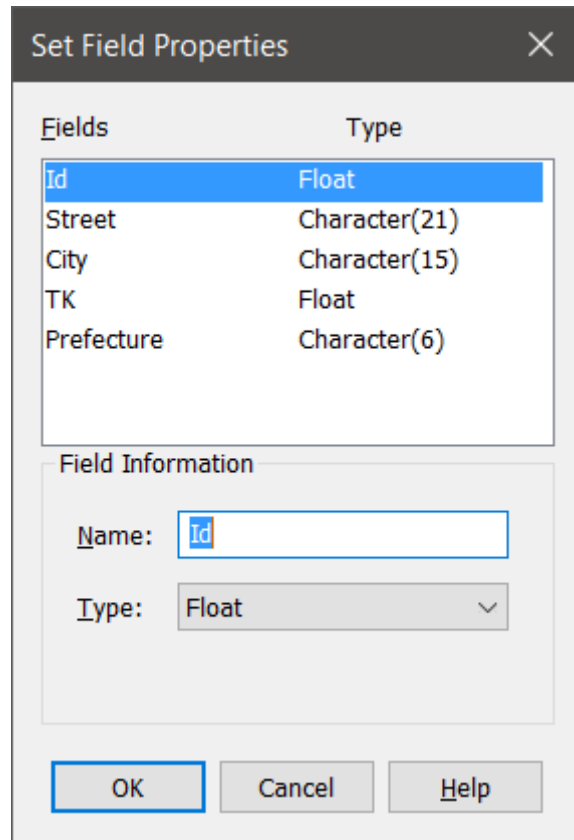 Set Field Properties
Fields Type
Id Float
Street Character(21)
City Character(15)
TK Float
Prefecture Character(6)
Field Information
Name: Id
Type: Float
OK Cancel Help